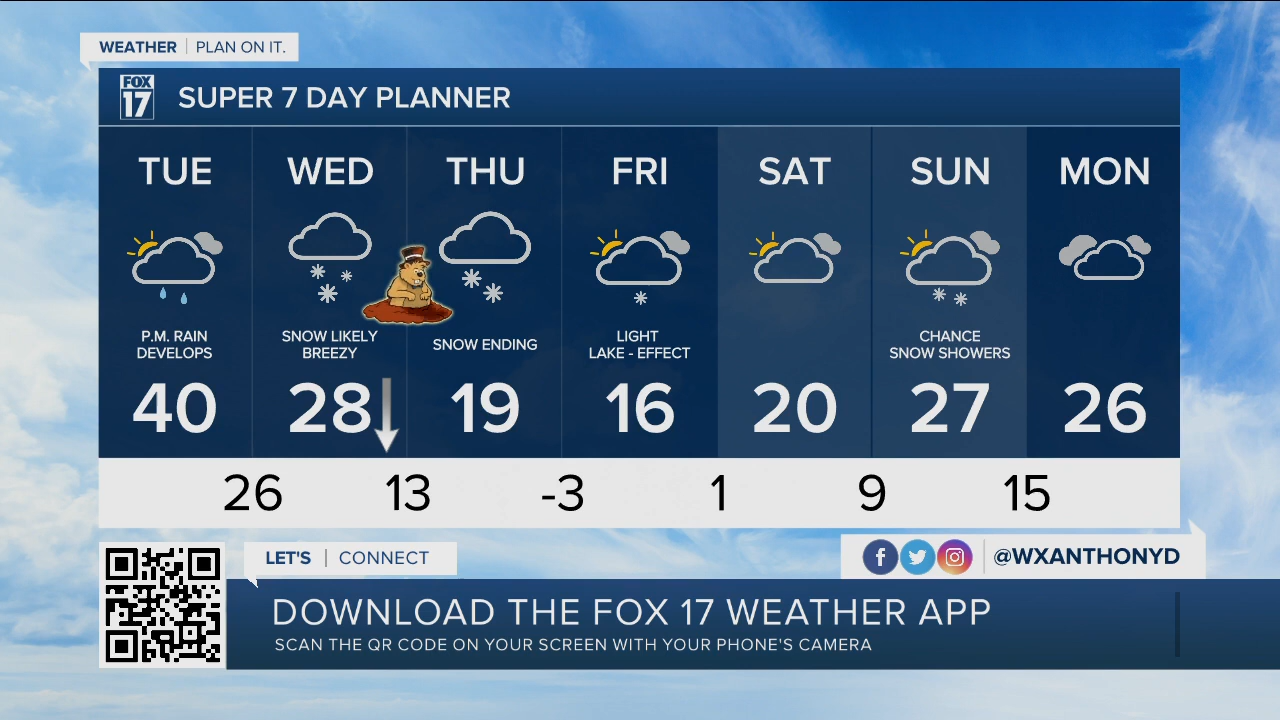 WEATHER | PLAN ON IT.
FOX 17
SUPER 7 DAY PLANNER
TUE WED THU FRI SAT SUN MON
P.M. RAIN
DEVELOPS
SNOW LIKELY
BREEZY
SNOW ENDING
LIGHT
LAKE - EFFECT
CHANCE
SNOW SHOWERS
40 28 19 16 20 27 26
26 13 -3 1 9 15
LET'S | CONNECT
@WXANTHONYD
DOWNLOAD THE FOX 17 WEATHER APP
SCAN THE QR CODE ON YOUR SCREEN WITH YOUR PHONE'S CAMERA